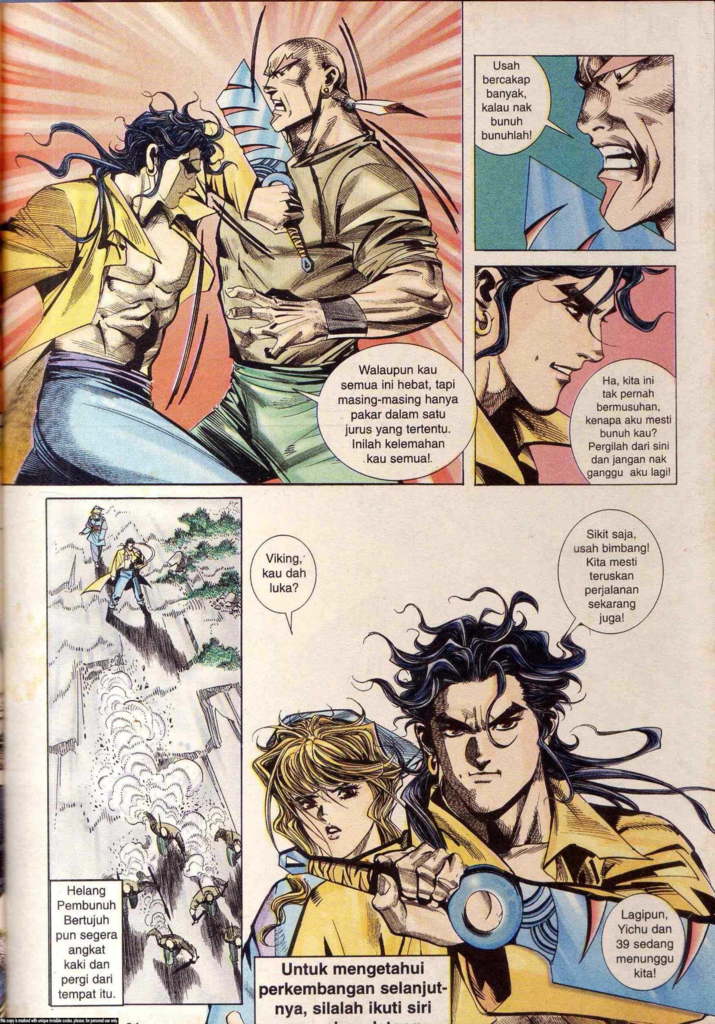 Walaupun kau
semua ini hebat, tapi
masing-masing hanya
pakar dalam satu
jurus yang tertentu.
Inilah kelemahan
kau semua!
Usah
bercakap
banyak,
kalau nak
bunuh
bunuhlah!
Ha, kita ini
tak pernah
bermusuhan,
kenapa aku mesti
bunuh kau?
Pergilah dari sini
dan jangan nak
ganggu aku lagi!
Helang
Pembunuh
Bertujuh
pun segera
angkat
kaki dan
pergi dari
tempat itu.
Viking,
kau dah
luka?
Sikit saja,
usah bimbang!
Kita mesti
teruskan
perjalanan
sekarang
juga!
Lagipun,
Yichu dan
39 sedang
menunggu
kita!
Untuk mengetahui
perkembangan selanjut-
nya, silalah ikuti siri